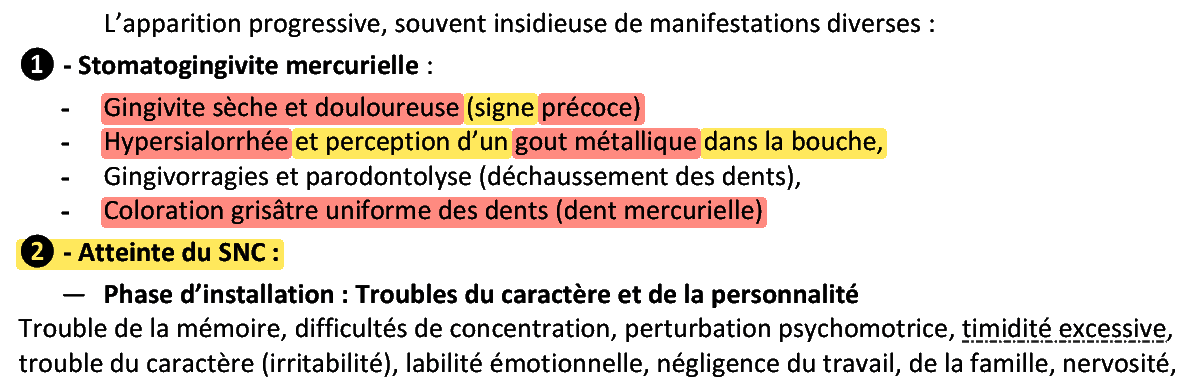 L’apparition progressive, souvent insidieuse de manifestations diverses :
❶ - Stomatogingivite mercurielle :
- Gingivite sèche et douloureuse (signe précoce)
- Hypersialorrhée et perception d’un gout métallique dans la bouche,
- Gingivorragies et parodontolyse (déchaussement des dents),
- Coloration grisâtre uniforme des dents (dent mercurielle)
❷ - Atteinte du SNC :
— Phase d’installation : Troubles du caractère et de la personnalité
Trouble de la mémoire, difficultés de concentration, perturbation psychomotrice, timidité excessive,
trouble du caractère (irritabilité), labilité émotionnelle, négligence du travail, de la famille, nervosité,